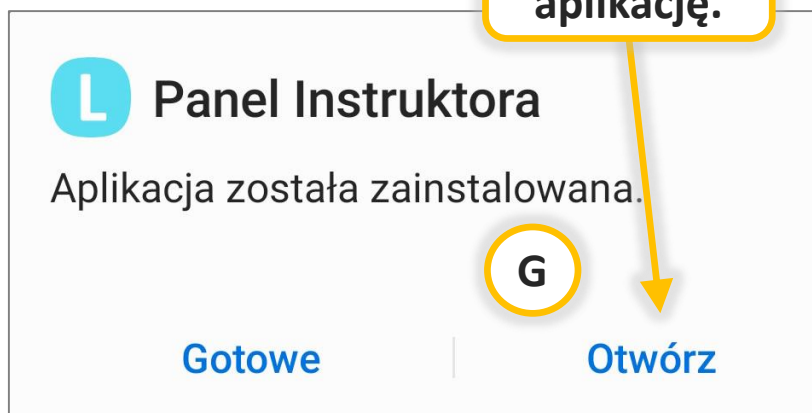 aplikację.
L Panel Instruktora
Aplikacja została zainstalowana.
G
Gotowe Otwórz